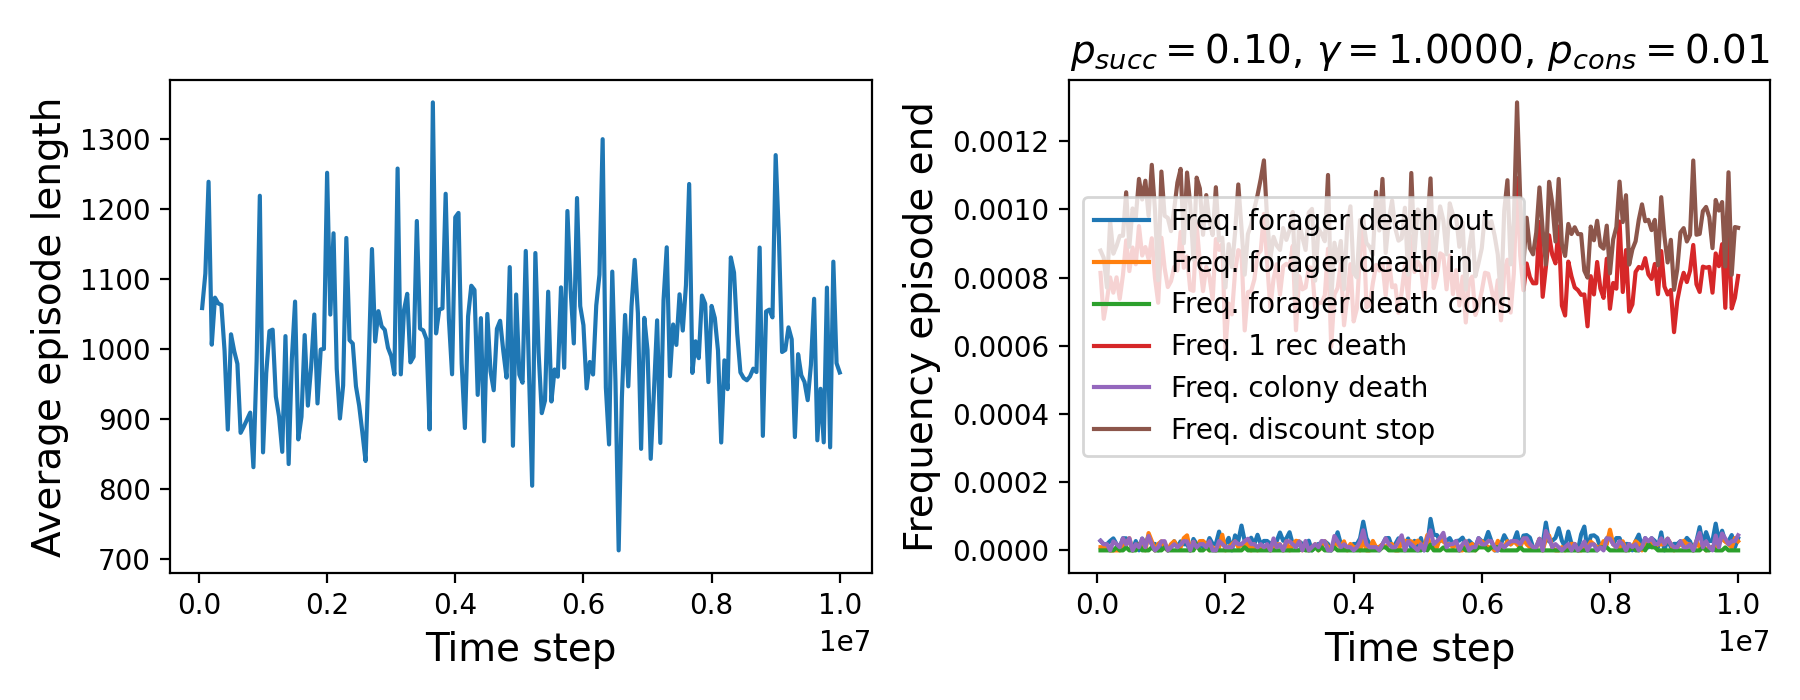 Average episode length
1300
1200
1100
1000
900
800
700
0.0 0.2 0.4 0.6 0.8 1.0
1e7
Time step
p_succ = 0.10, γ = 1.0000, p_cons = 0.01
Frequency episode end
0.0012
0.0010
0.0008
0.0006
0.0004
0.0002
0.0000
Freq. forager death out
Freq. forager death in
Freq. forager death cons
Freq. 1 rec death
Freq. colony death
Freq. discount stop
0.0 0.2 0.4 0.6 0.8 1.0
1e7
Time step